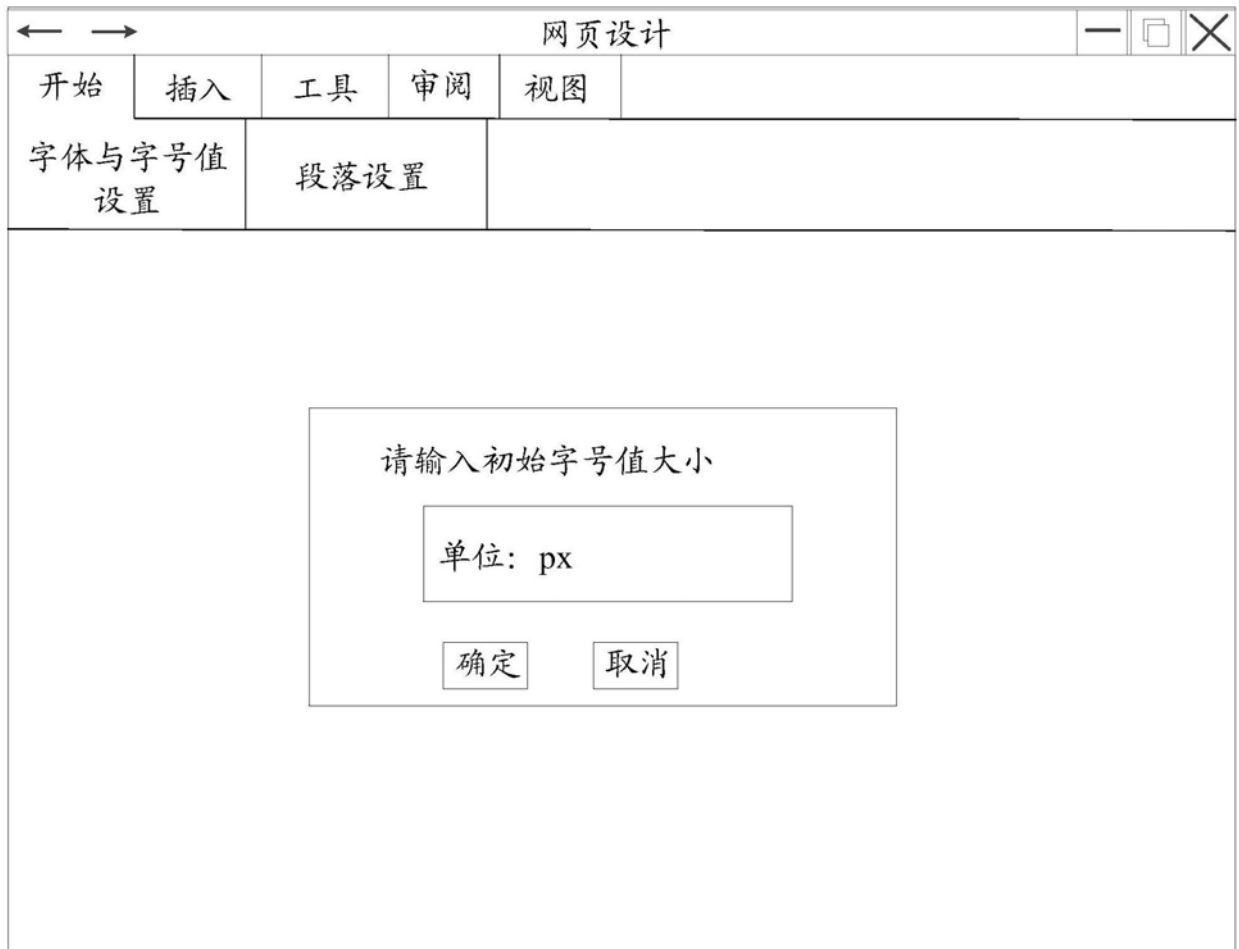 网页设计
开始 插入 工具 审阅 视图
字体与字号值
设置
段落设置
请输入初始字号值大小
单位：px
确定 取消